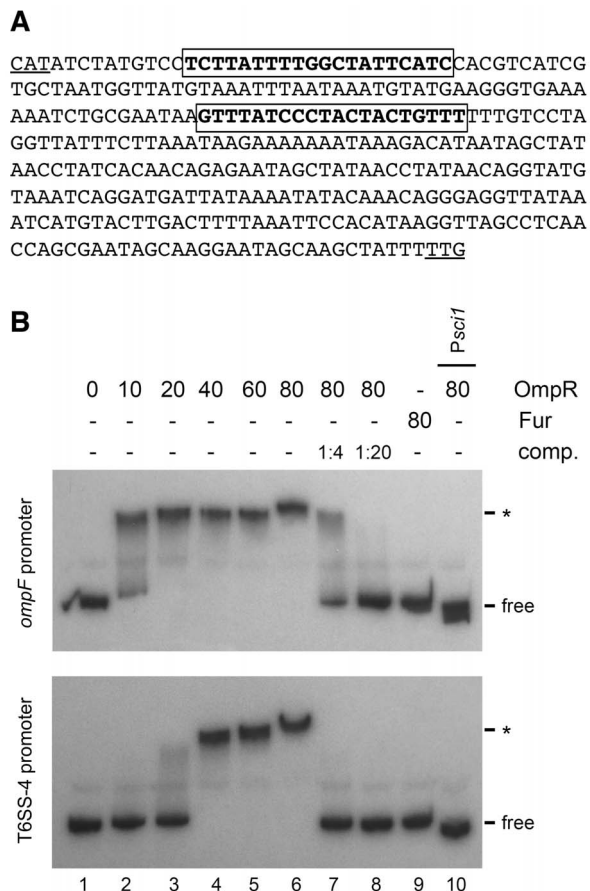 A
CATATCTATGTCCTCTTATTTTGGCTATTCATCCACGTCATCG
TGCTAATGGTTATGTAAATTTAATAAATGTATGAAGGGTGAAA
AAATCTGCGAATAAGTTTATCCCTACTACTGTTTTTTGTCCTA
GGTTATTTCTTAAATAAGAAAAAAAATAAAGACATAATAGCTAT
AACCTATCACAACAGAGAATAGCTATAACCTATAACAGGTATG
TAAATCAGGATGATTATAAAATATACAAACAGGGAGGTTATAA
ATCATGTACTTGACTTTTAAATTCCACATAAGGTTAGCCTCAA
CCAGCGAATAGCAAGGAATAGCAAGCTATTTTTG
B
Psci1
0 10 20 40 60 80 80 80 - 80 OmpR
- - - - - - - - 80 - Fur
- - - - - - 1:4 1:20 - - comp.
ompF promoter
*
free
T6SS-4 promoter
*
free
1 2 3 4 5 6 7 8 9 10